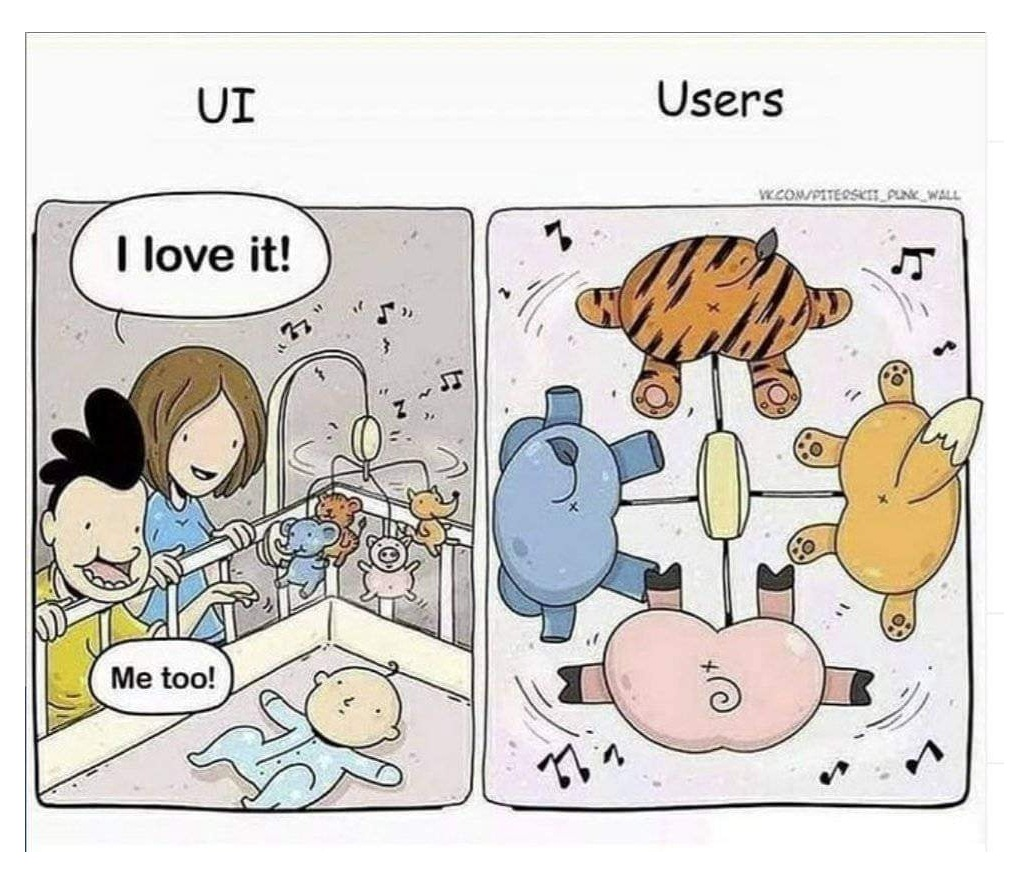 UI
Users
VK.COM/PITERSKII_PUNK_WALL
I love it!
Me too!